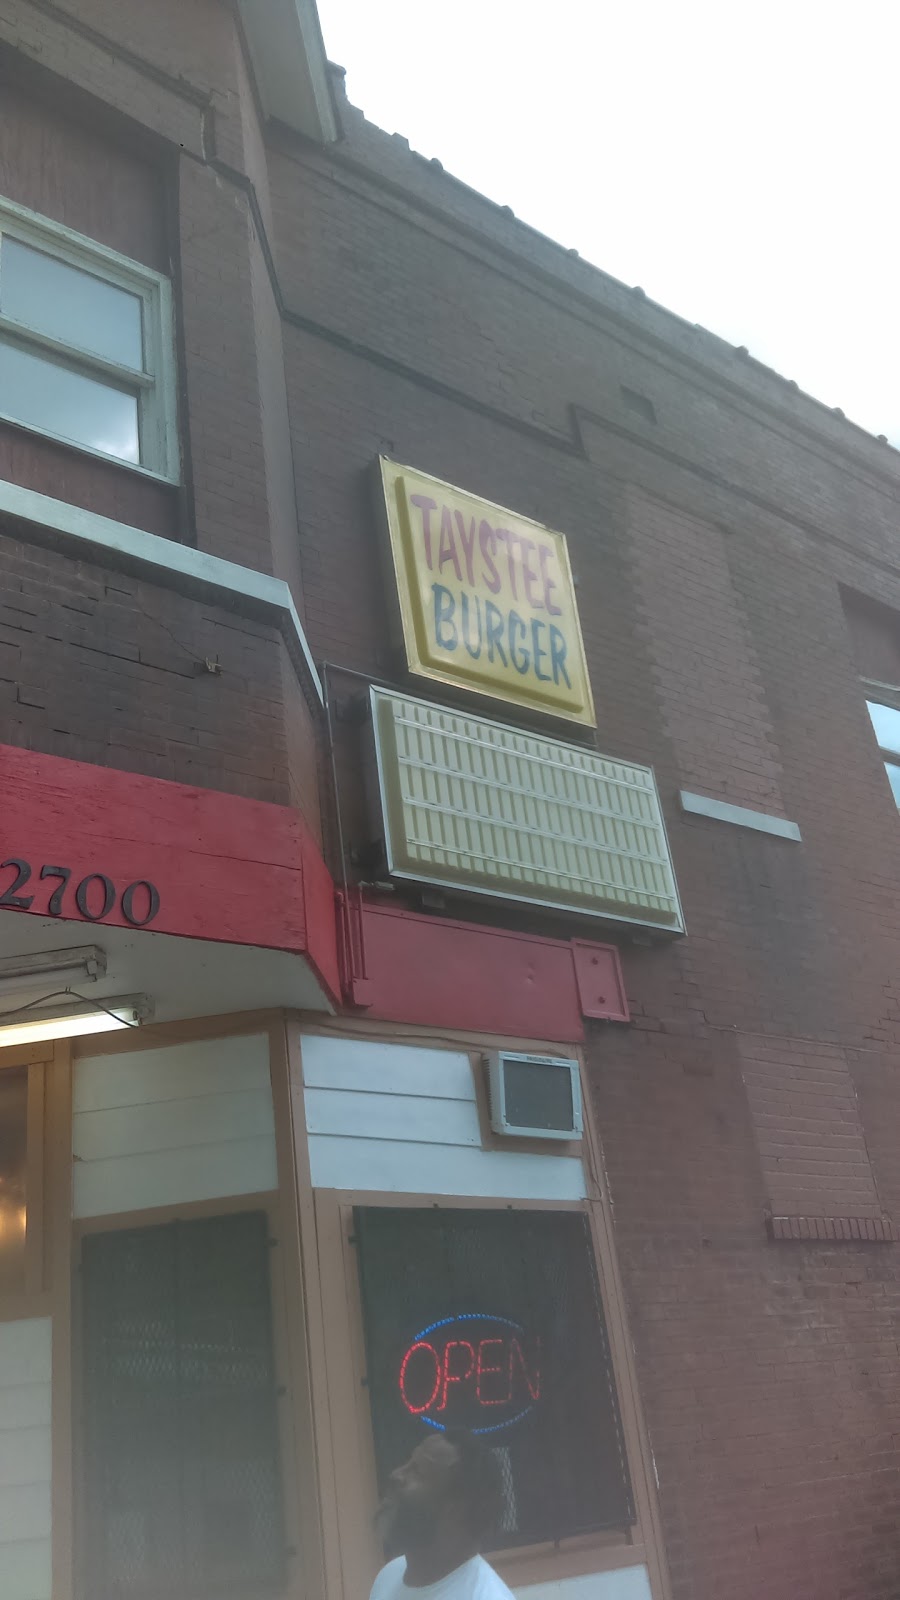 TAYSTEE
BURGER
2700
OPEN